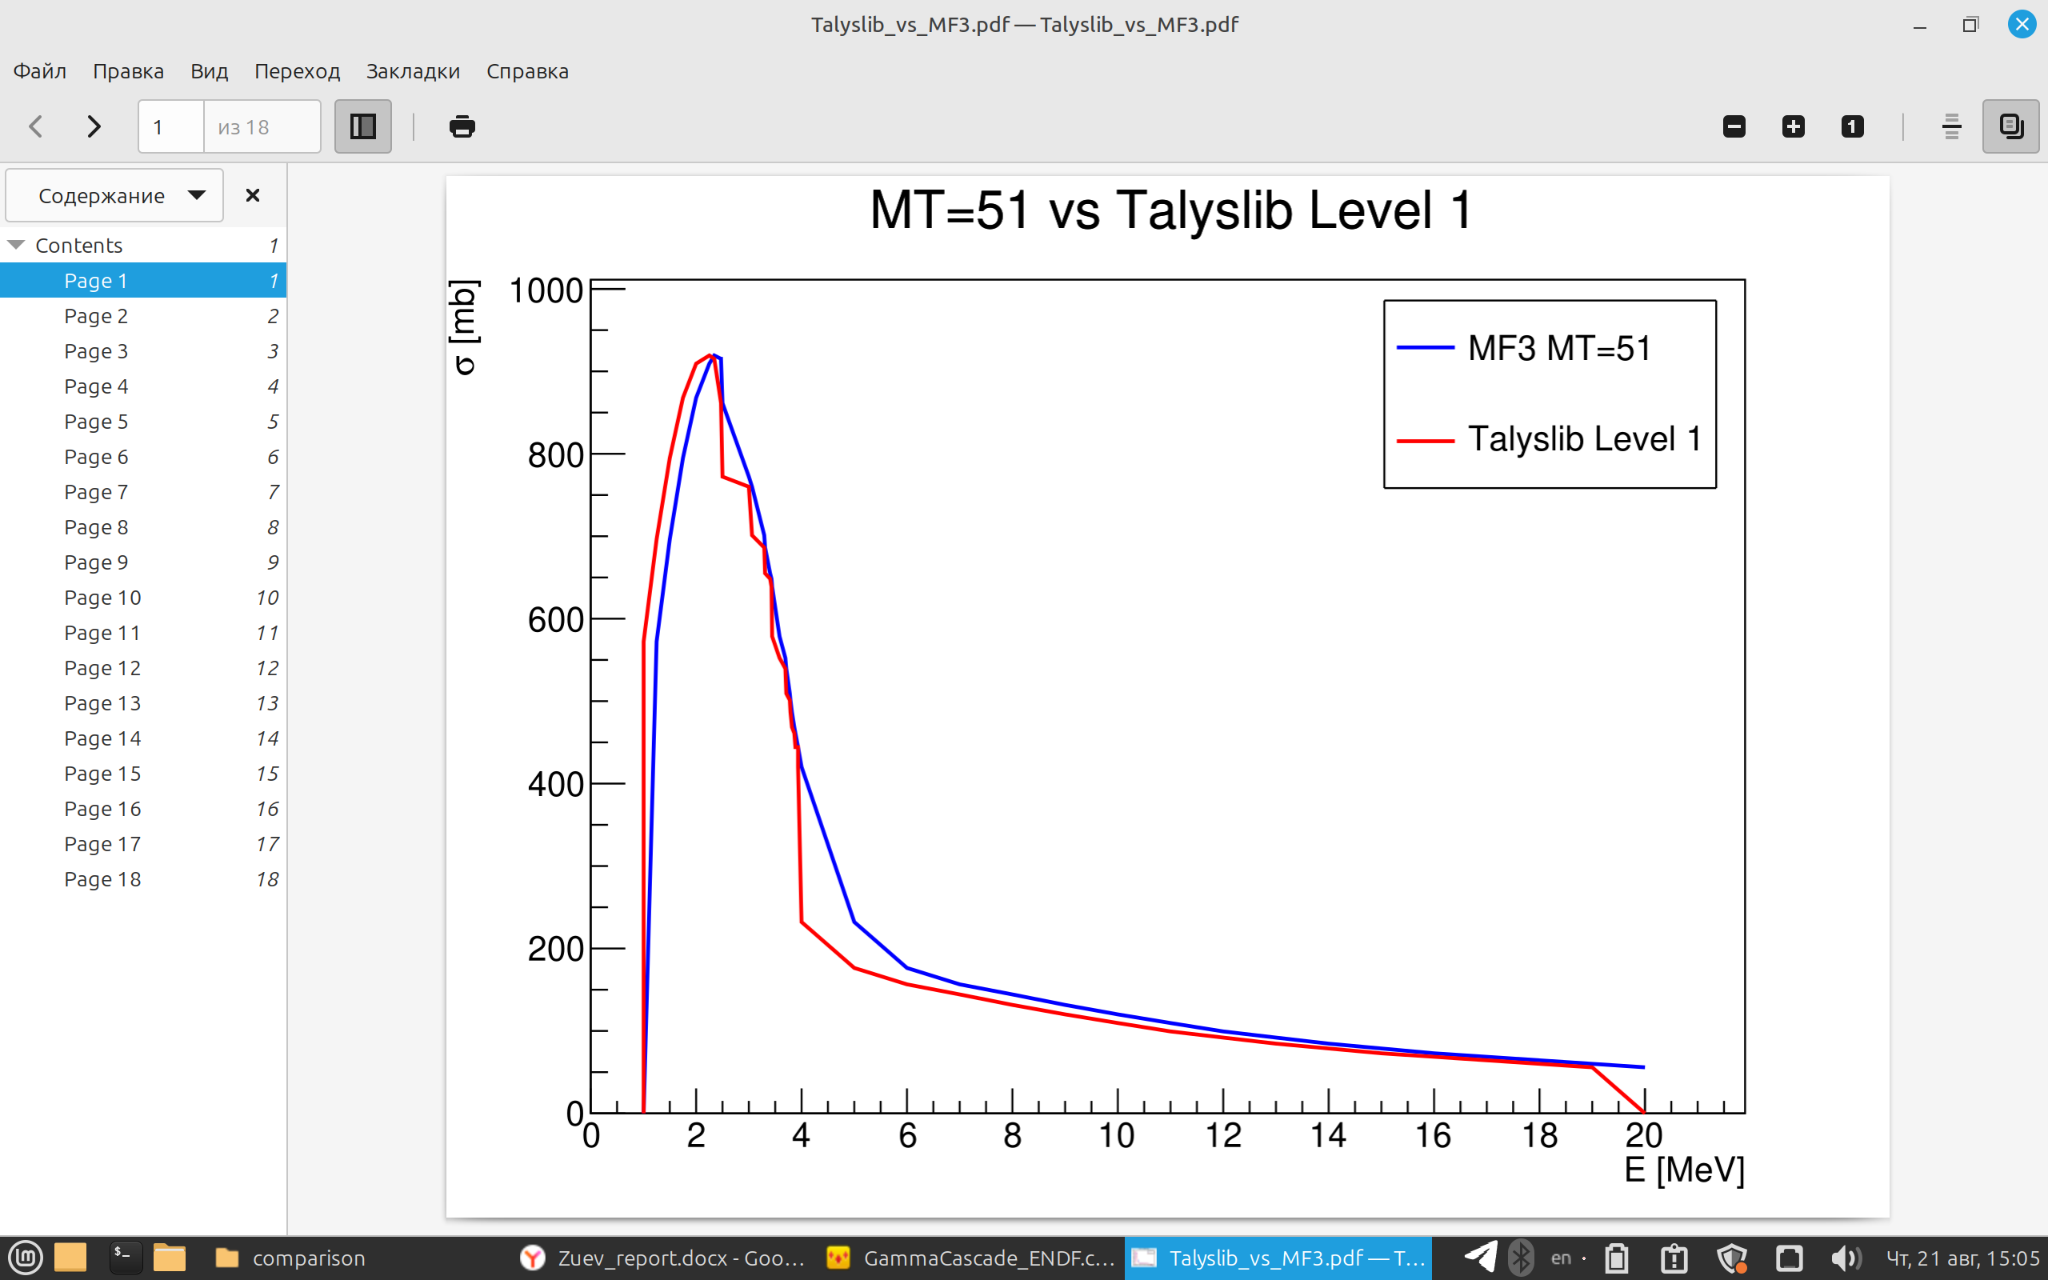 Talyslib_vs_MF3.pdf — Talyslib_vs_MF3.pdf
Файл Правка Вид Переход Закладки Справка
1 из 18
1
Содержание
Contents 1
Page 1 1
Page 2 2
Page 3 3
Page 4 4
Page 5 5
Page 6 6
Page 7 7
Page 8 8
Page 9 9
Page 10 10
Page 11 11
Page 12 12
Page 13 13
Page 14 14
Page 15 15
Page 16 16
Page 17 17
Page 18 18
MT=51 vs Talyslib Level 1
σ [mb]
1000
800
600
400
200
0
MF3 MT=51
Talyslib Level 1
0 2 4 6 8 10 12 14 16 18 20
E [MeV]
comparison
Zuev_report.docx - Goo...
GammaCascade_ENDF.c...
Talyslib_vs_MF3.pdf — T...
en
Чт, 21 авг, 15:05